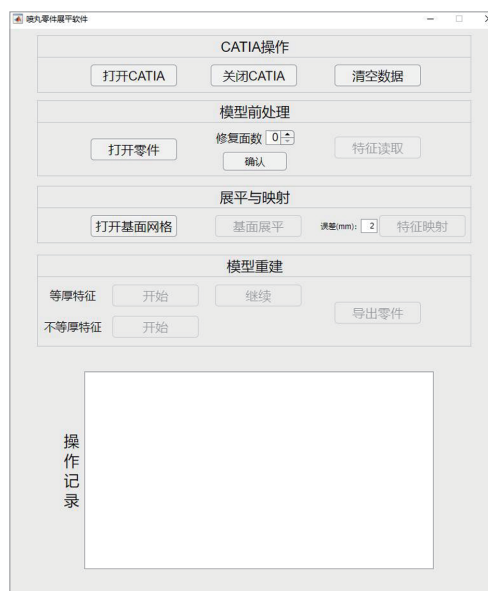 喷丸零件展平软件
CATIA操作
打开CATIA 关闭CATIA 清空数据
模型前处理
打开零件 修复面数 0 特征读取
确认
展平与映射
打开基面网格 基面展平 误差(mm): 2 特征映射
模型重建
等厚特征 开始 继续
导出零件
不等厚特征 开始
操作记录